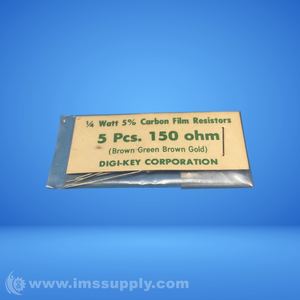 ¼ Watt 5% Carbon Film Resistors
5 Pcs. 150 ohm
(Brown Green Brown Gold)
DIGI-KEY CORPORATION
www.imssupply.com